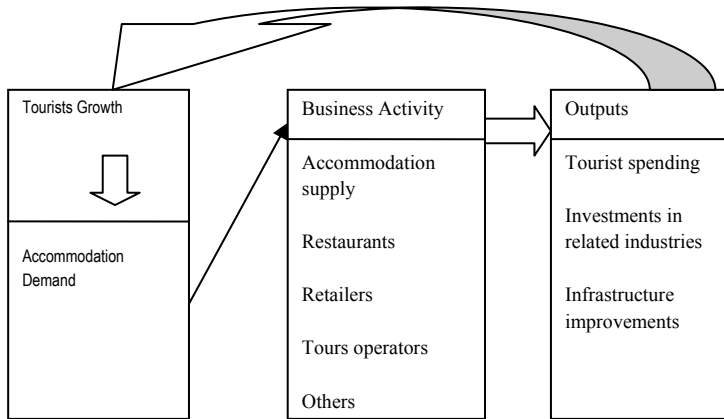 Tourists Growth
Accommodation
Demand
Business Activity
Accommodation
supply
Restaurants
Retailers
Tours operators
Others
Outputs
Tourist spending
Investments in
related industries
Infrastructure
improvements